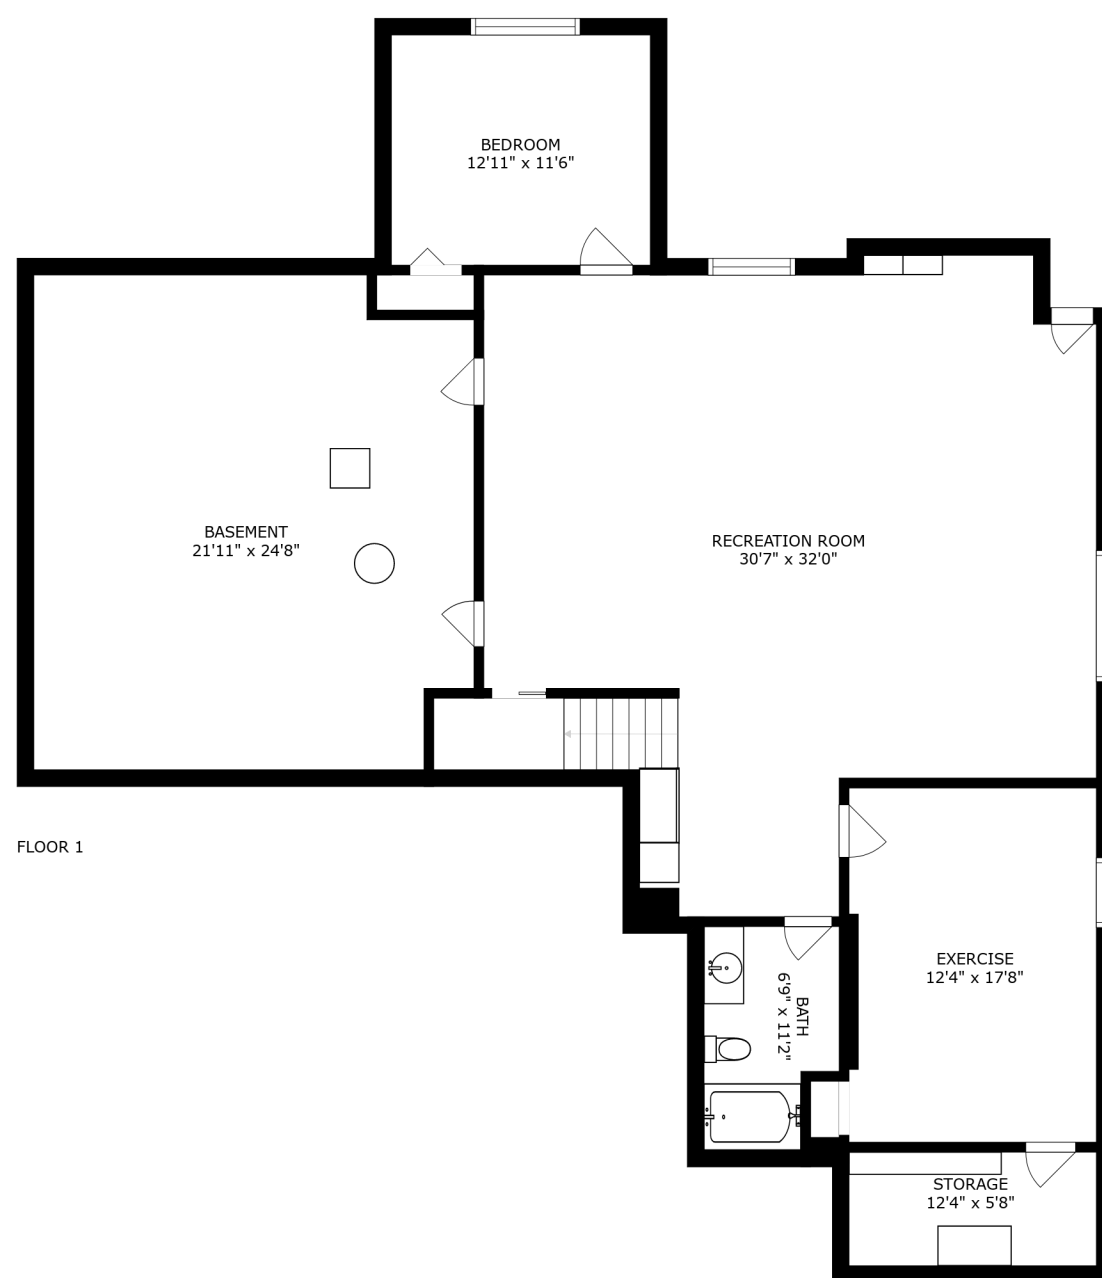 BEDROOM
12'11" x 11'6"
BASEMENT
21'11" x 24'8"
RECREATION ROOM
30'7" x 32'0"
FLOOR 1
EXERCISE
12'4" x 17'8"
BATH
6'9" x 11'2"
STORAGE
12'4" x 5'8"